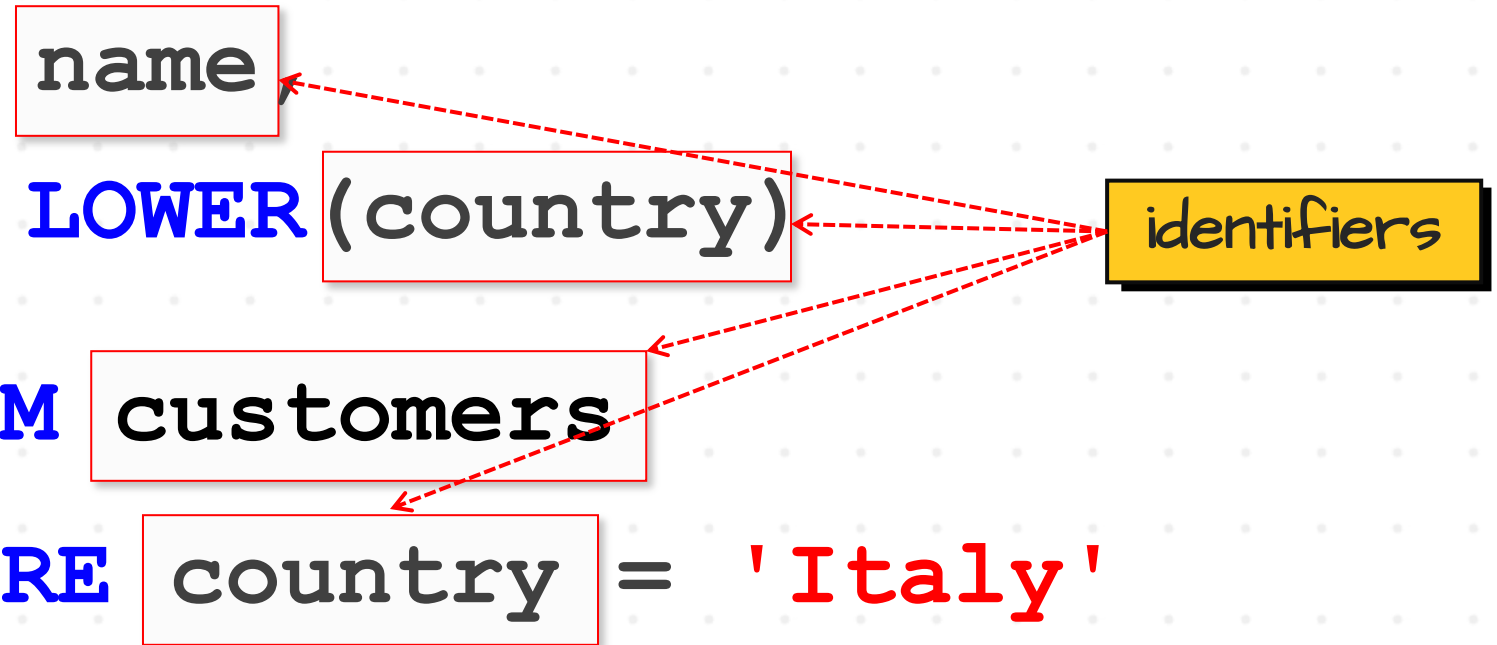 name,
LOWER(country)
identifiers
M customers
RE country = 'Italy'